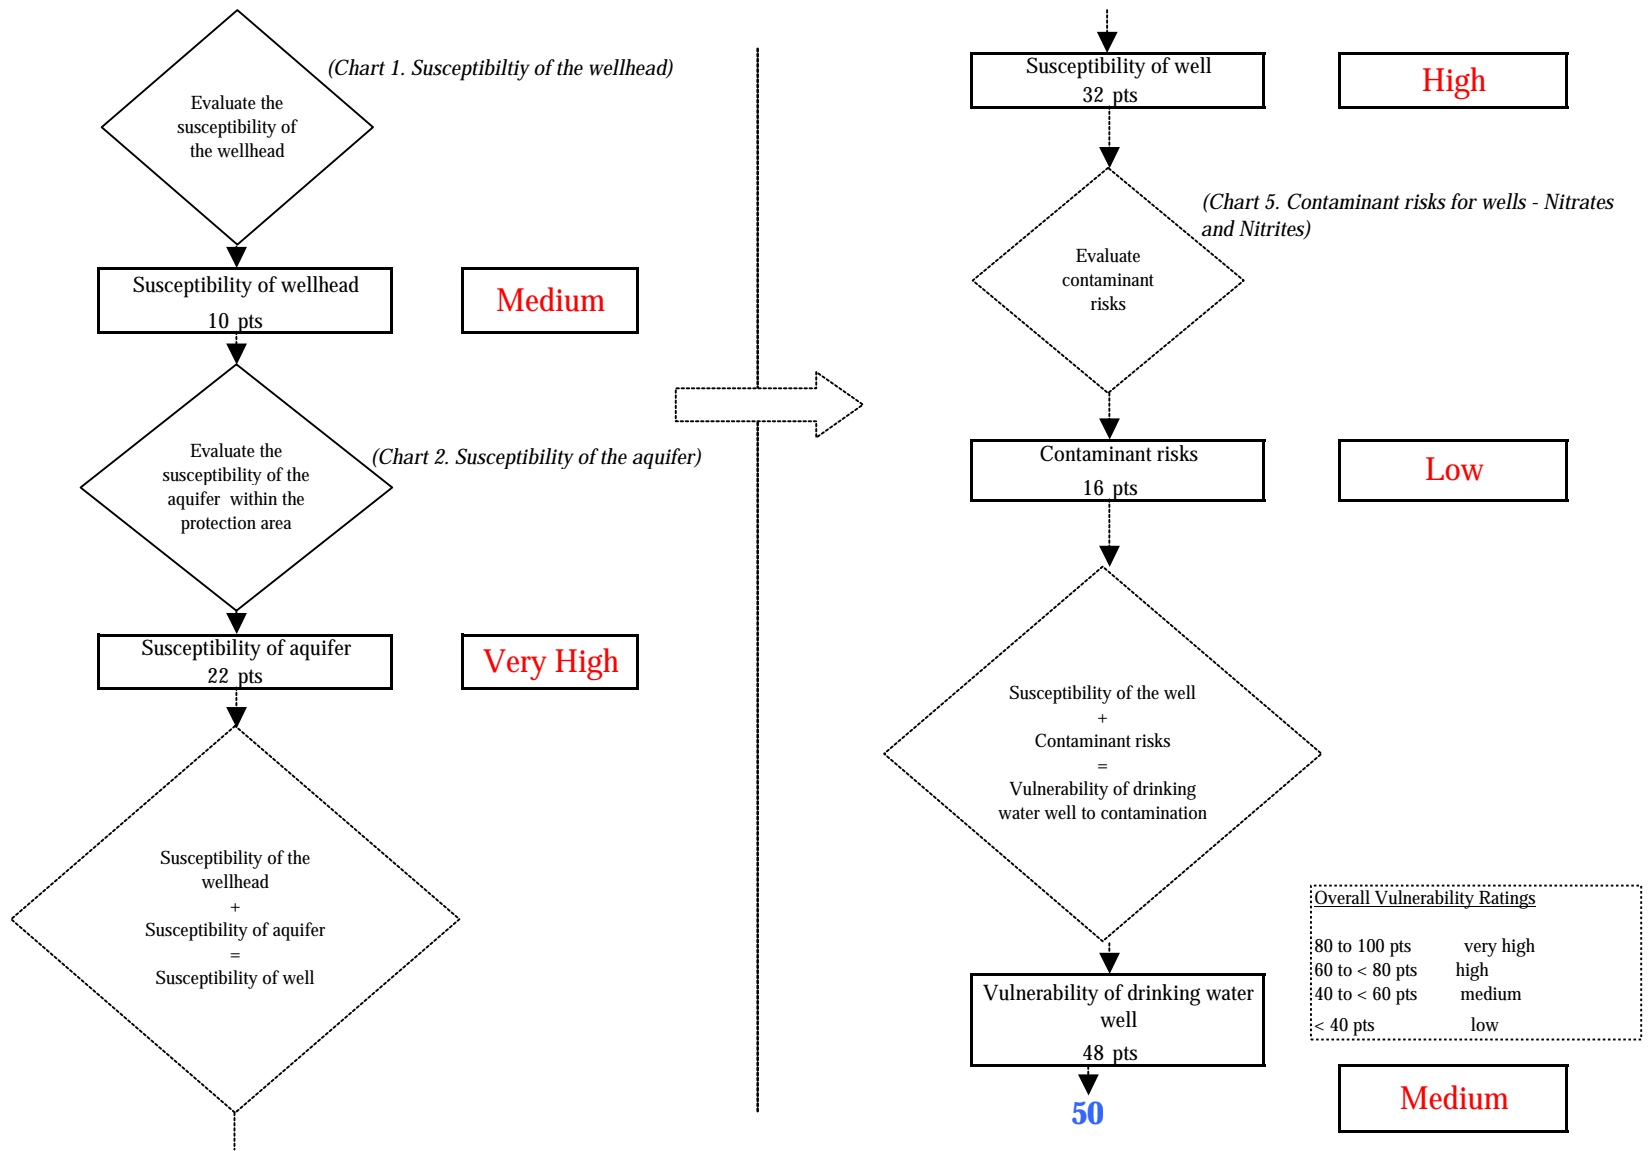 (Chart 1. Susceptibiltiy of the wellhead)
Evaluate the
susceptibility of
the wellhead
Susceptibility of wellhead
10 pts
Medium
Evaluate the
susceptibility of the
aquifer within the
protection area
(Chart 2. Susceptibility of the aquifer)
Susceptibility of aquifer
22 pts
Very High
Susceptibility of the
wellhead
+
Susceptibility of aquifer
=
Susceptibility of well
Susceptibility of well
32 pts
High
(Chart 5. Contaminant risks for wells - Nitrates
and Nitrites)
Evaluate
contaminant
risks
Contaminant risks
16 pts
Low
Susceptibility of the well
+
Contaminant risks
=
Vulnerability of drinking
water well to contamination
Overall Vulnerability Ratings
80 to 100 pts very high
60 to < 80 pts high
40 to < 60 pts medium
< 40 pts low
Vulnerability of drinking water
well
48 pts
50
Medium